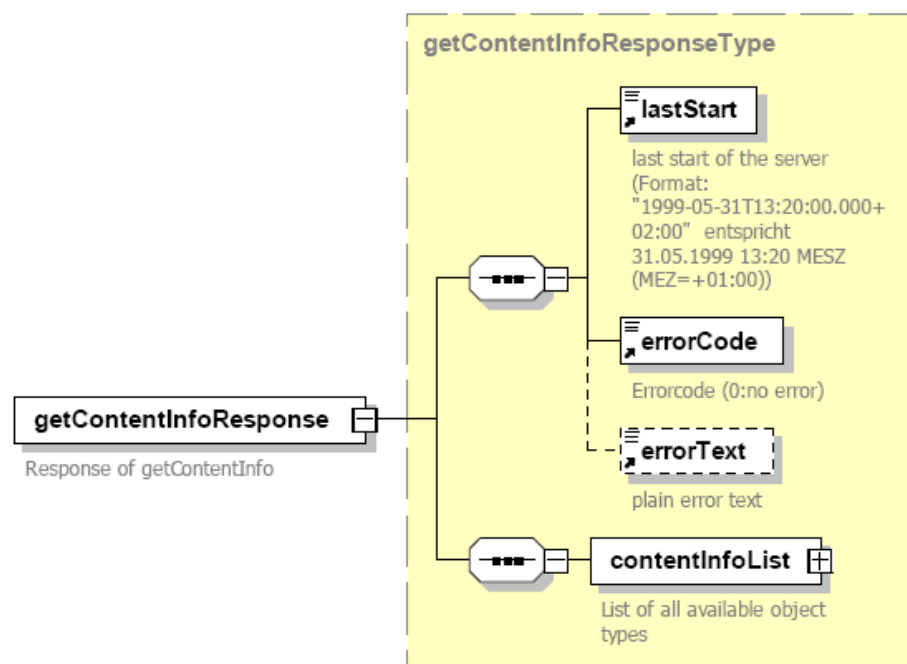 getContentInfoResponseType
lastStart
last start of the server
(Format:
"1999-05-31T13:20:00.000+
02:00"  entspricht
31.05.1999 13:20 MESZ
(MEZ=+01:00))
errorCode
Errorcode (0:no error)
getContentInfoResponse
Response of getContentInfo
errorText
plain error text
contentInfoList
List of all available object
types